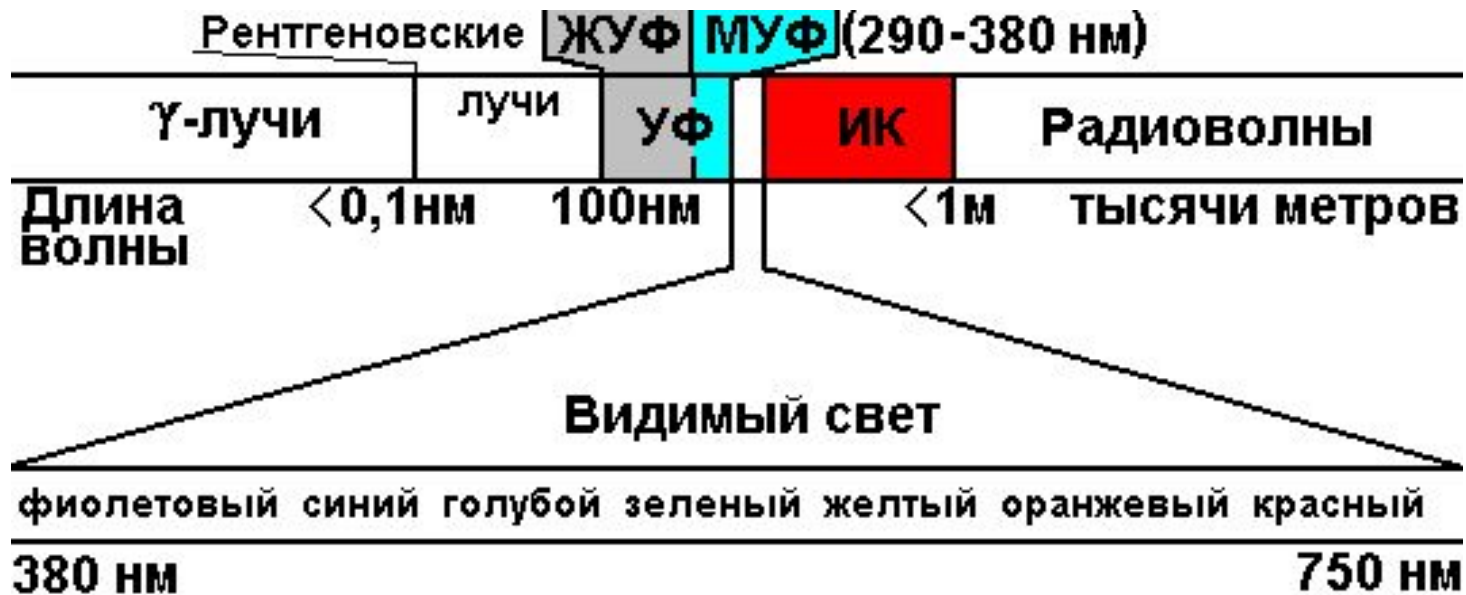 Рентгеновские ЖУФ МУФ (290-380 нм)
γ-лучи лучи УФ ИК Радиоволны
Длина волны <0,1нм 100нм <1м тысячи метров
Видимый свет
фиолетовый синий голубой зеленый желтый оранжевый красный
380 нм 750 нм